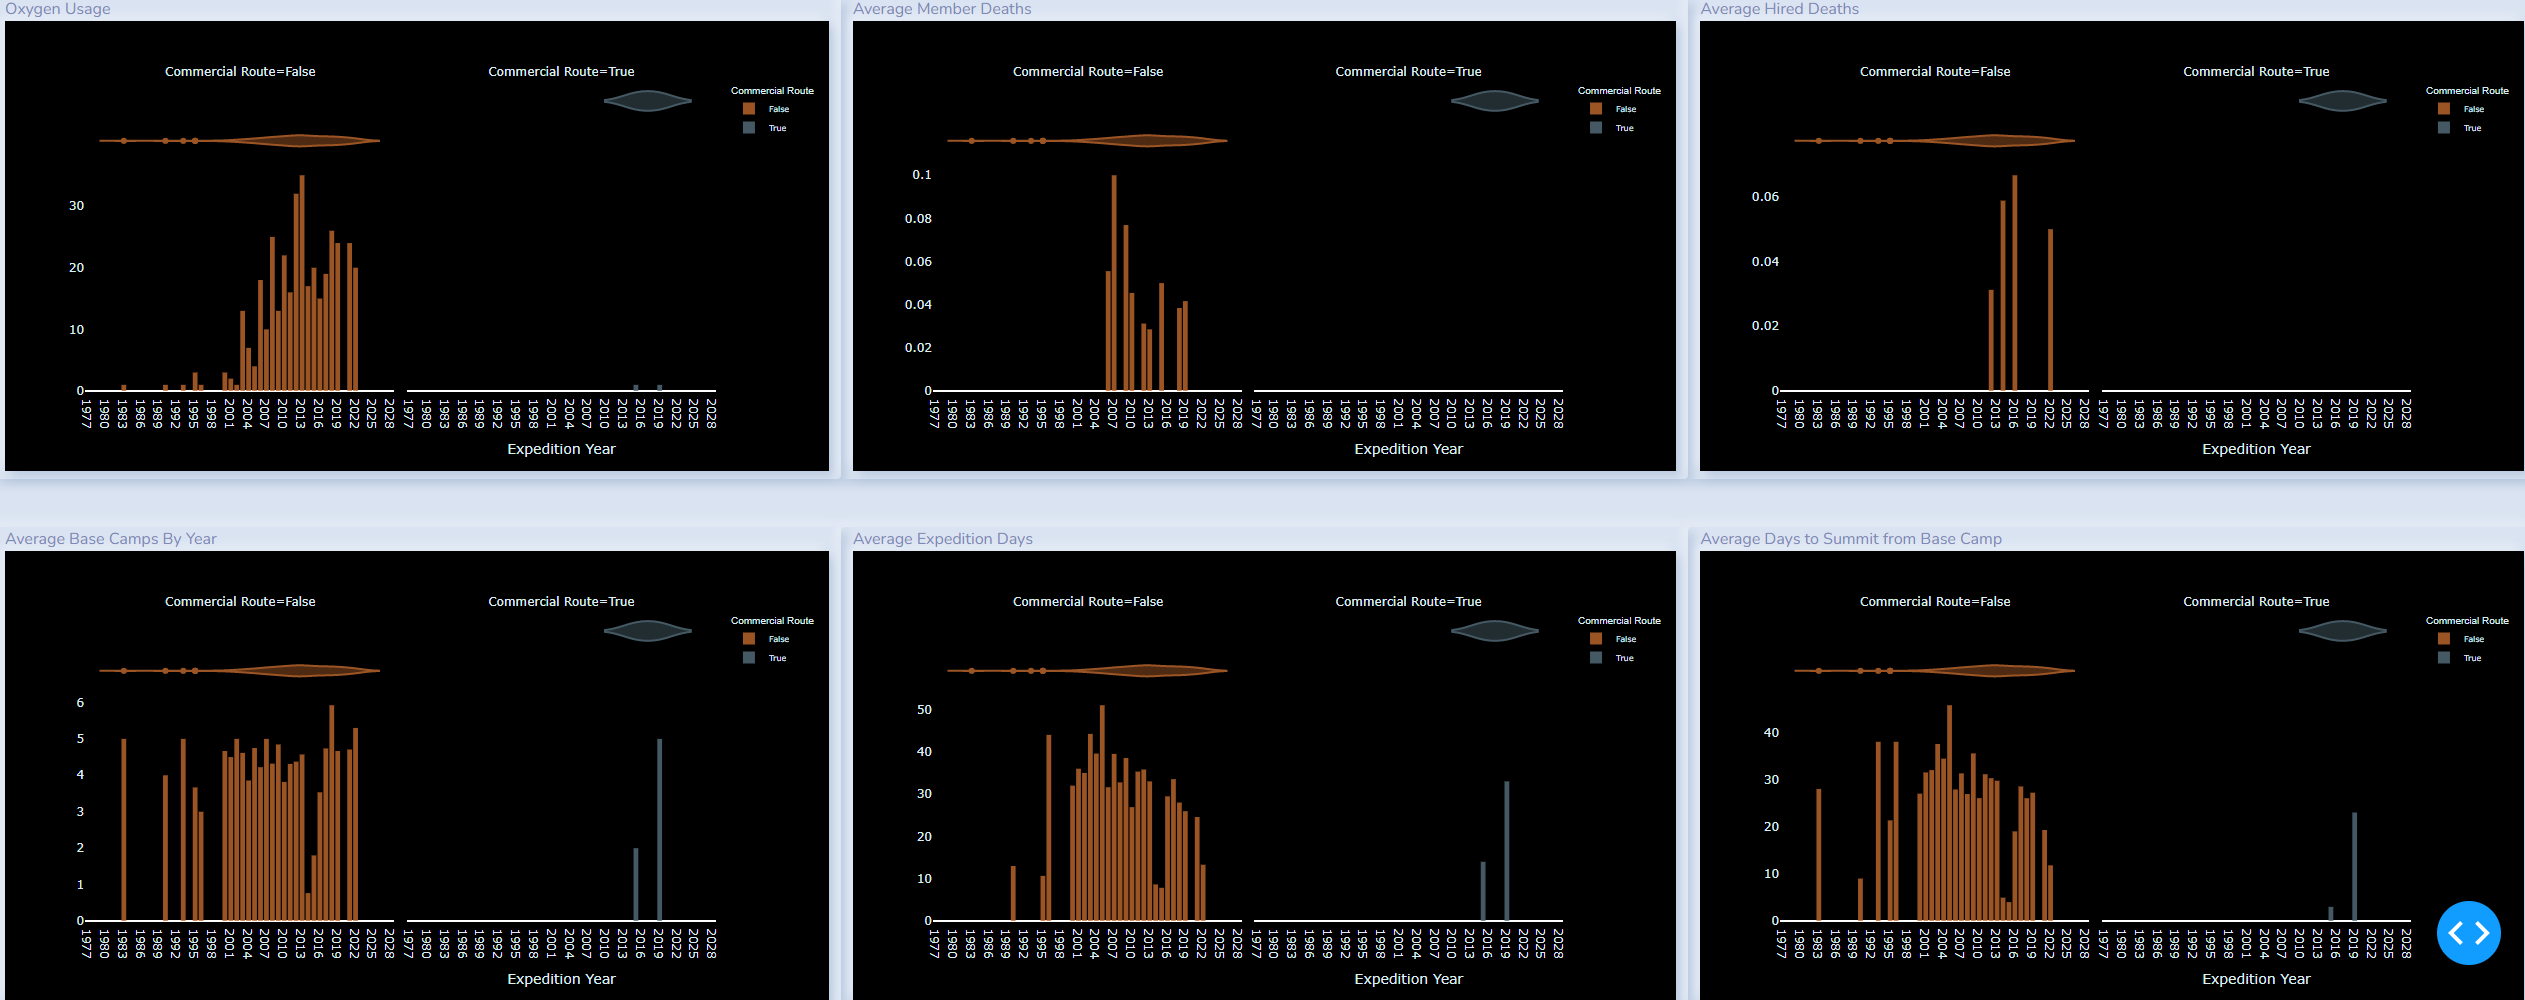 Oxygen Usage
Commercial Route=False Commercial Route=True
Commercial Route
False
True
30
20
10
0
1977 1980 1983 1986 1989 1992 1995 1998 2001 2004 2007 2010 2013 2016 2019 2022 2025 2028 1977 1980 1983 1986 1989 1992 1995 1998 2001 2004 2007 2010 2013 2016 2019 2022 2025 2028
Expedition Year
Average Member Deaths
Commercial Route=False Commercial Route=True
Commercial Route
False
True
0.1
0.08
0.06
0.04
0.02
0
1977 1980 1983 1986 1989 1992 1995 1998 2001 2004 2007 2010 2013 2016 2019 2022 2025 2028 1977 1980 1983 1986 1989 1992 1995 1998 2001 2004 2007 2010 2013 2016 2019 2022 2025 2028
Expedition Year
Average Hired Deaths
Commercial Route=False Commercial Route=True
Commercial Route
False
True
0.06
0.04
0.02
0
1977 1980 1983 1986 1989 1992 1995 1998 2001 2004 2007 2010 2013 2016 2019 2022 2025 2028 1977 1980 1983 1986 1989 1992 1995 1998 2001 2004 2007 2010 2013 2016 2019 2022 2025 2028
Expedition Year
Average Base Camps By Year
Commercial Route=False Commercial Route=True
Commercial Route
False
True
6
5
4
3
2
1
0
1977 1980 1983 1986 1989 1992 1995 1998 2001 2004 2007 2010 2013 2016 2019 2022 2025 2028 1977 1980 1983 1986 1989 1992 1995 1998 2001 2004 2007 2010 2013 2016 2019 2022 2025 2028
Expedition Year
Average Expedition Days
Commercial Route=False Commercial Route=True
Commercial Route
False
True
50
40
30
20
10
0
1977 1980 1983 1986 1989 1992 1995 1998 2001 2004 2007 2010 2013 2016 2019 2022 2025 2028 1977 1980 1983 1986 1989 1992 1995 1998 2001 2004 2007 2010 2013 2016 2019 2022 2025 2028
Expedition Year
Average Days to Summit from Base Camp
Commercial Route=False Commercial Route=True
Commercial Route
False
True
40
30
20
10
0
1977 1980 1983 1986 1989 1992 1995 1998 2001 2004 2007 2010 2013 2016 2019 2022 2025 2028 1977 1980 1983 1986 1989 1992 1995 1998 2001 2004 2007 2010 2013 2016 2019 2022 2025 2028
Expedition Year